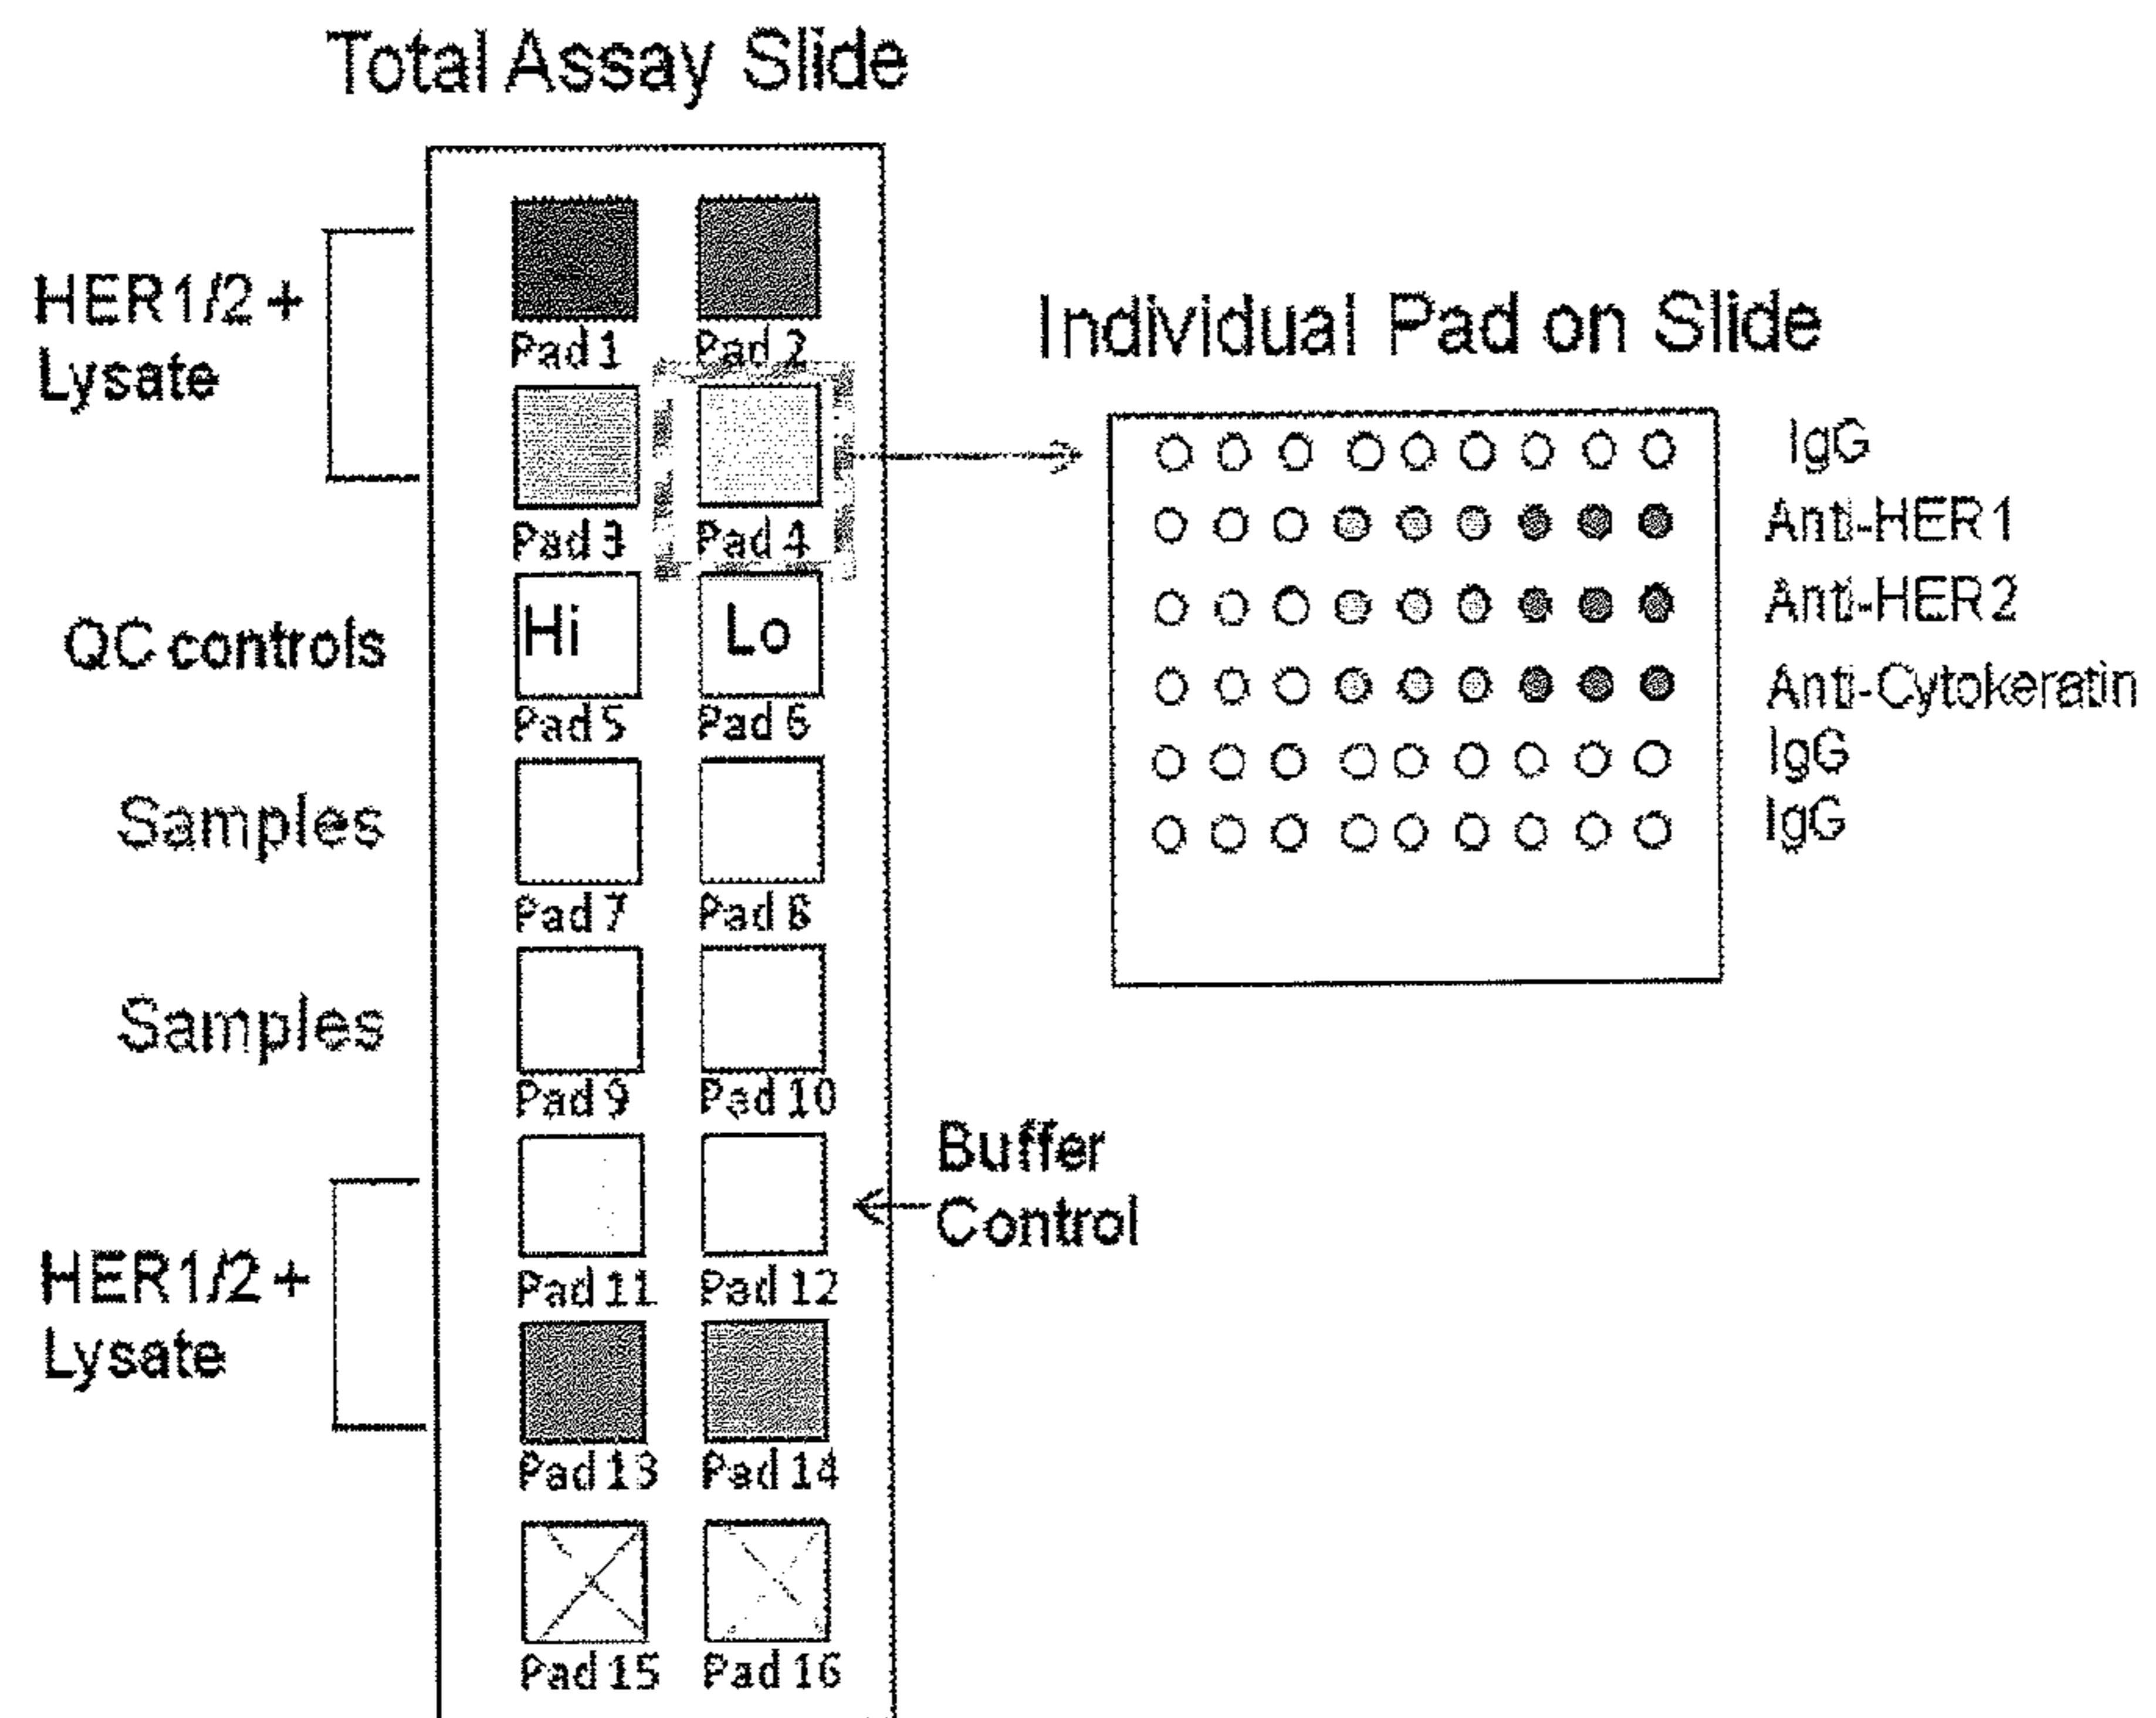 Total Assay Slide
HER1/2 +
Lysate
Pad 1
Pad 2
Pad 3
Pad 4
QC controls
Hi
Lo
Pad 5
Pad 6
Samples
Pad 7
Pad 8
Samples
Pad 9
Pad 10
Buffer
Control
HER1/2 +
Lysate
Pad 11
Pad 12
Pad 13
Pad 14
Pad 15
Pad 16
Individual Pad on Slide
IgG
Anti-HER1
Anti-HER2
Anti-Cytokeratin
IgG
IgG